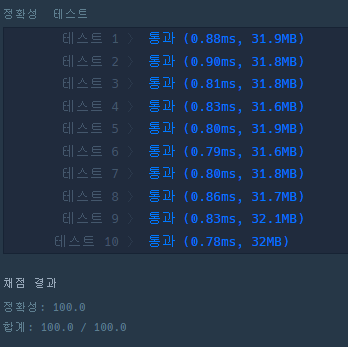 정확성 테스트
테스트 1 〉 통과 (0.88ms, 31.9MB)
테스트 2 〉 통과 (0.90ms, 31.8MB)
테스트 3 〉 통과 (0.81ms, 31.8MB)
테스트 4 〉 통과 (0.83ms, 31.6MB)
테스트 5 〉 통과 (0.80ms, 31.9MB)
테스트 6 〉 통과 (0.79ms, 31.6MB)
테스트 7 〉 통과 (0.80ms, 31.8MB)
테스트 8 〉 통과 (0.86ms, 31.7MB)
테스트 9 〉 통과 (0.83ms, 32.1MB)
테스트 10 〉 통과 (0.78ms, 32MB)
채점 결과
정확성: 100.0
합계: 100.0 / 100.0